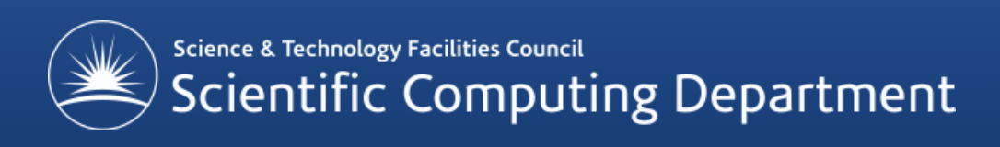 Science & Technology Facilities Council
Scientific Computing Department